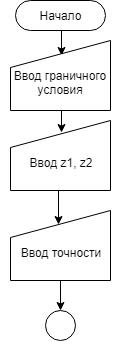 Начало
Ввод граничного
условия
Ввод z1, z2
Ввод точности